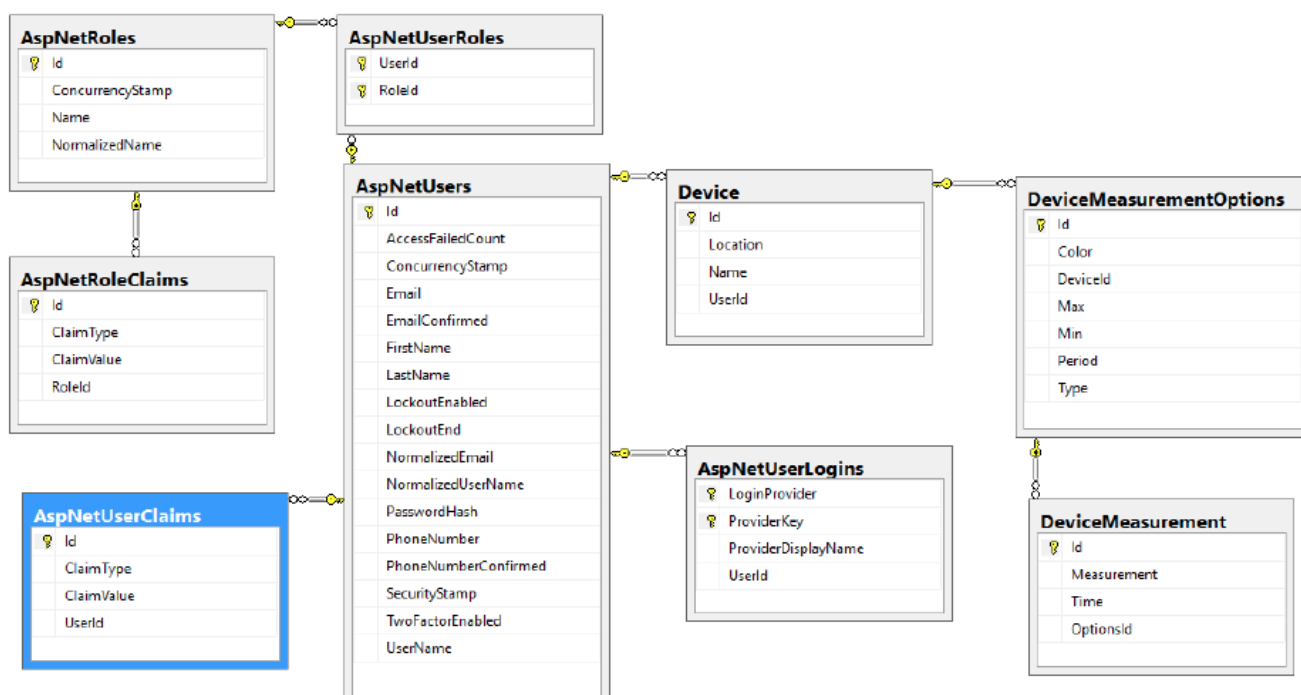 AspNetRoles
Id
ConcurrencyStamp
Name
NormalizedName
AspNetUserRoles
UserId
RoleId
AspNetRoleClaims
Id
ClaimType
ClaimValue
RoleId
AspNetUserClaims
Id
ClaimType
ClaimValue
UserId
AspNetUsers
Id
AccessFailedCount
ConcurrencyStamp
Email
EmailConfirmed
FirstName
LastName
LockoutEnabled
LockoutEnd
NormalizedEmail
NormalizedUserName
PasswordHash
PhoneNumber
PhoneNumberConfirmed
SecurityStamp
TwoFactorEnabled
UserName
Device
Id
Location
Name
UserId
AspNetUserLogins
LoginProvider
ProviderKey
ProviderDisplayName
UserId
DeviceMeasurementOptions
Id
Color
DeviceId
Max
Min
Period
Type
DeviceMeasurement
Id
Measurement
Time
OptionsId